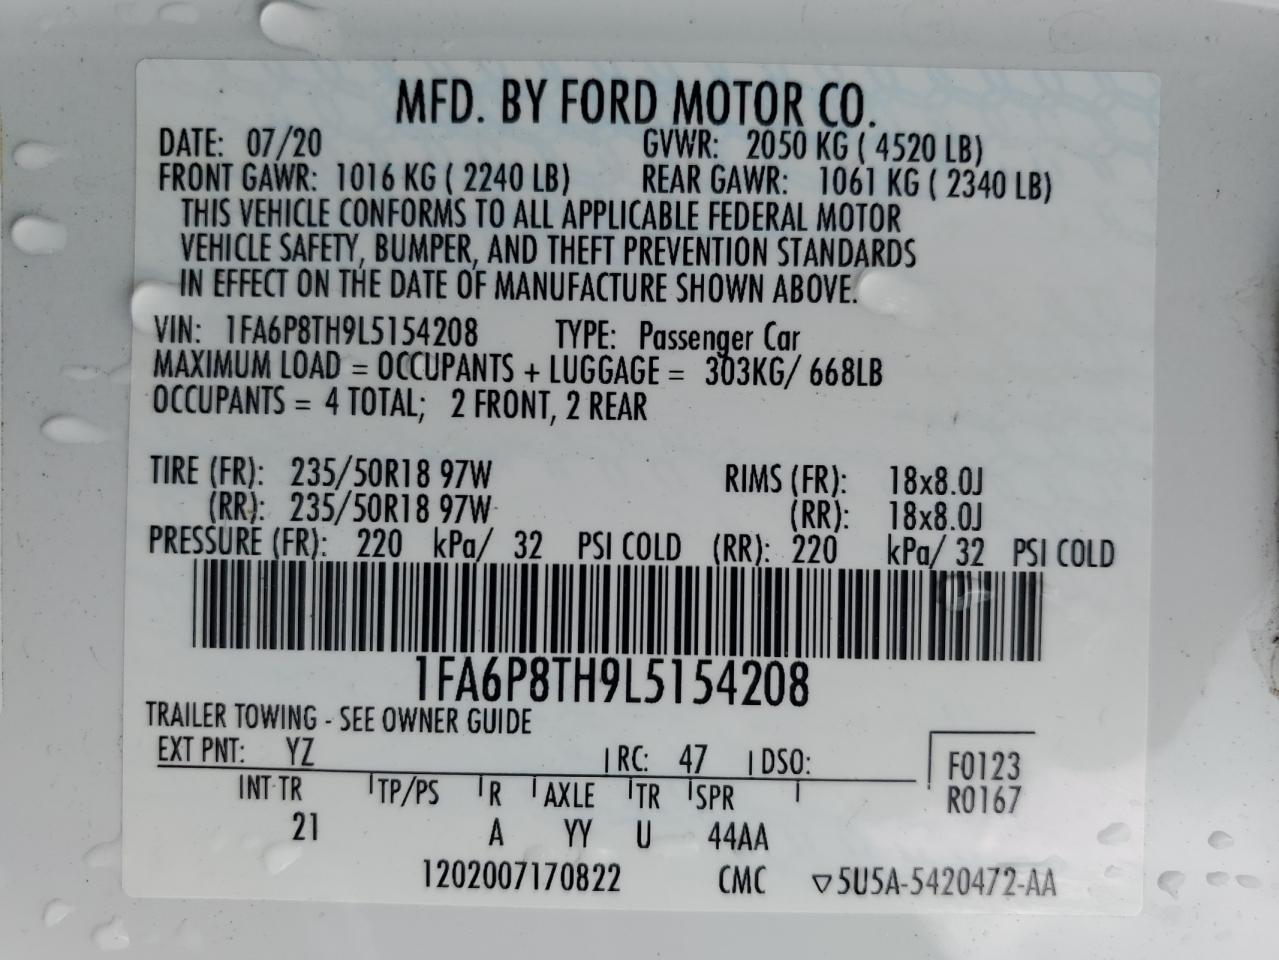 MFD. BY FORD MOTOR CO.
DATE: 07/20 GVWR: 2050 KG ( 4520 LB)
FRONT GAWR: 1016 KG ( 2240 LB) REAR GAWR: 1061 KG ( 2340 LB)
THIS VEHICLE CONFORMS TO ALL APPLICABLE FEDERAL MOTOR
VEHICLE SAFETY, BUMPER, AND THEFT PREVENTION STANDARDS
IN EFFECT ON THE DATE OF MANUFACTURE SHOWN ABOVE.
VIN: 1FA6P8TH9L5154208 TYPE: Passenger Car
MAXIMUM LOAD = OCCUPANTS + LUGGAGE = 303KG/ 668LB
OCCUPANTS = 4 TOTAL; 2 FRONT, 2 REAR
TIRE (FR): 235/50R18 97W RIMS (FR): 18x8.0J
(RR): 235/50R18 97W (RR): 18x8.0J
PRESSURE (FR): 220 kPa/ 32 PSI COLD (RR): 220 kPa/ 32 PSI COLD
1FA6P8TH9L5154208
TRAILER TOWING - SEE OWNER GUIDE
EXT PNT: YZ RC: 47 DSO: F0123
INT TR TP/PS R AXLE TR SPR R0167
21 A YY U 44AA
1202007170822 CMC ▽5U5A-5420472-AA